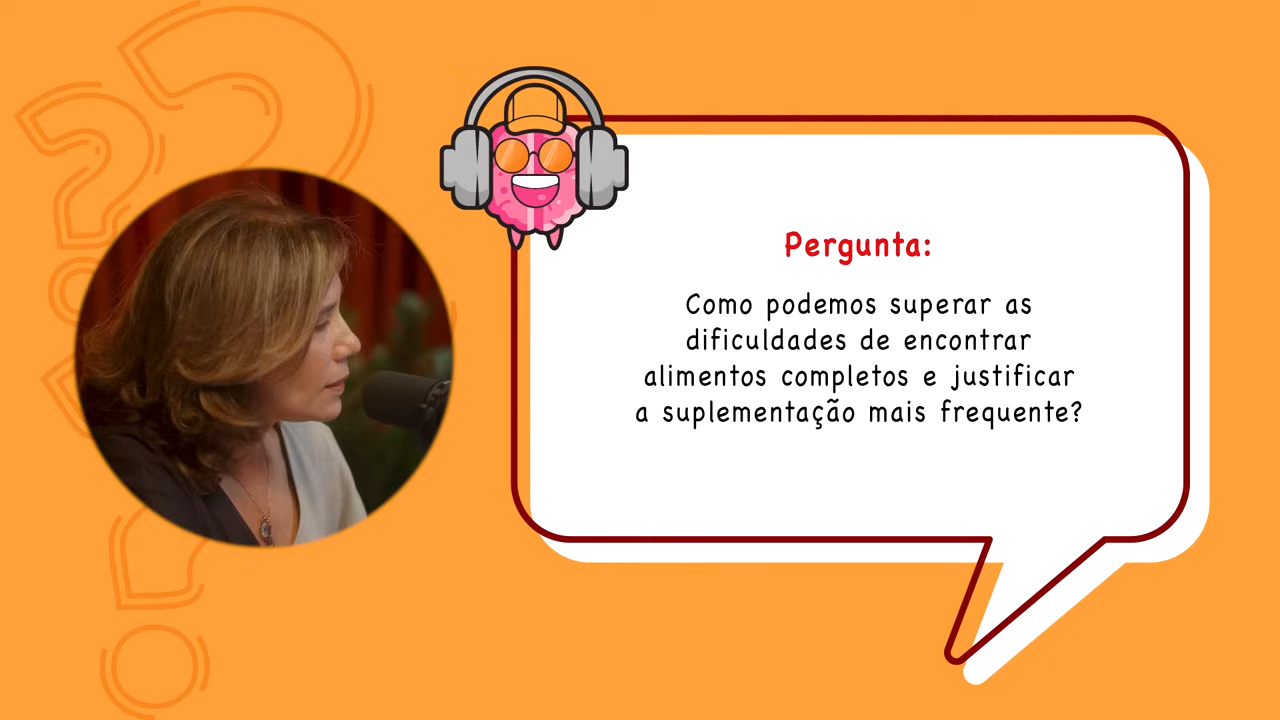 Pergunta:
Como podemos superar as
dificuldades de encontrar
alimentos completos e justificar
a suplementação mais frequente?